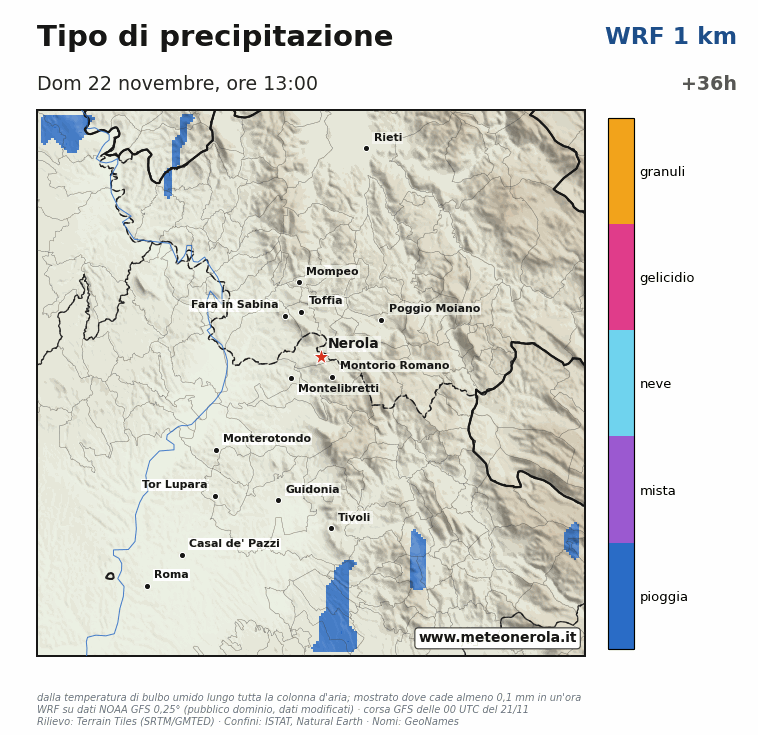 Tipo di precipitazione
WRF 1 km
Dom 22 novembre, ore 13:00
+36h
Rieti
Mompeo
Toffia
Fara in Sabina
Poggio Moiano
Nerola
Montorio Romano
Montelibretti
Monterotondo
Tor Lupara
Guidonia
Tivoli
Casal de' Pazzi
Roma
www.meteonerola.it
granuli
gelicidio
neve
mista
pioggia
dalla temperatura di bulbo umido lungo tutta la colonna d'aria; mostrato dove cade almeno 0,1 mm in un'ora
WRF su dati NOAA GFS 0,25° (pubblico dominio, dati modificati) · corsa GFS delle 00 UTC del 21/11
Rilievo: Terrain Tiles (SRTM/GMTED) · Confini: ISTAT, Natural Earth · Nomi: GeoNames